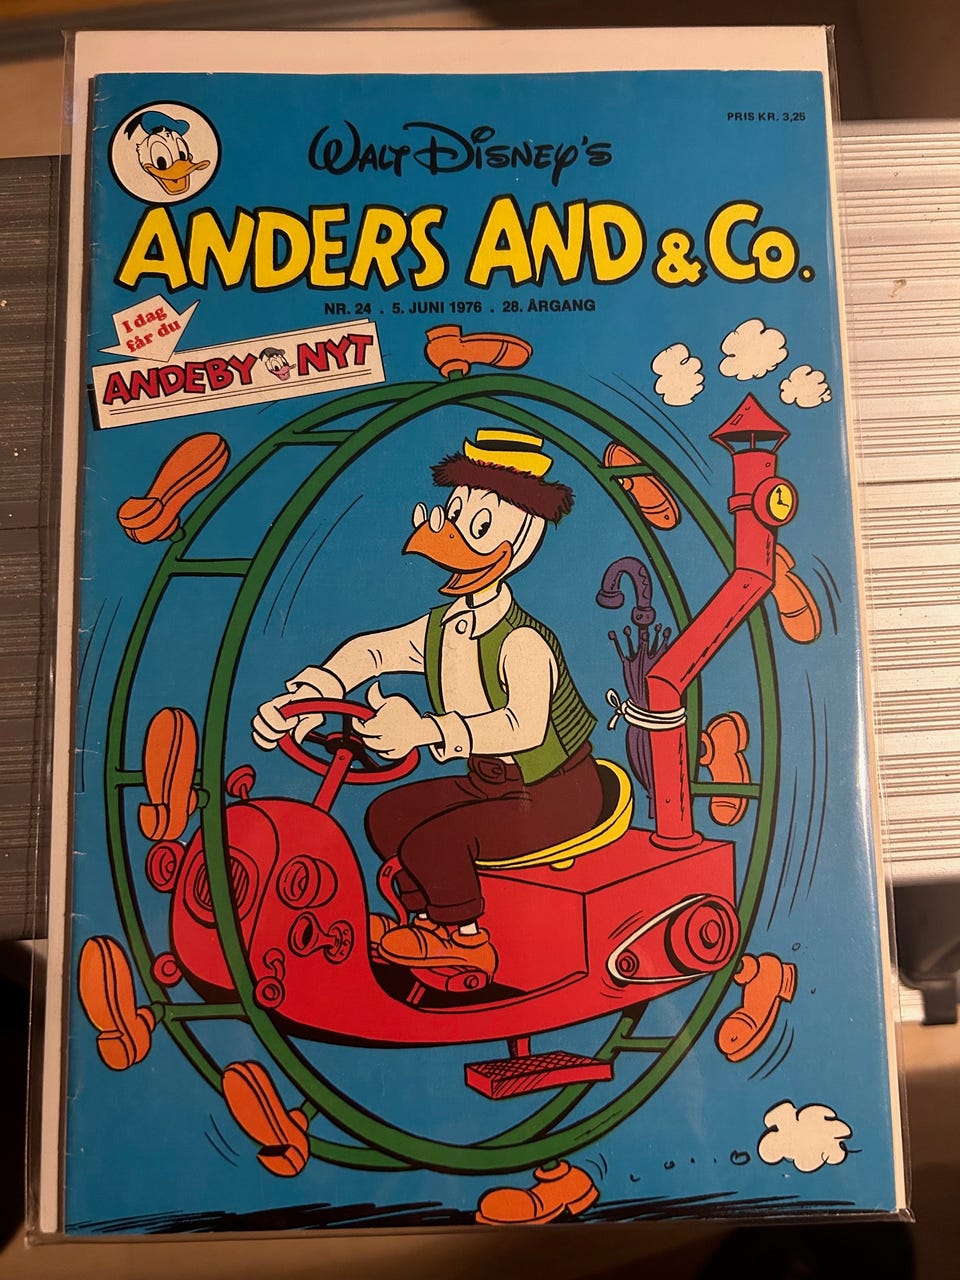 PRIS KR. 3,25
WALT DISNEY'S
ANDERS AND & CO.
NR. 24 . 5. JUNI 1976 . 28. ÅRGANG
I dag
får du
ANDEBY NYT